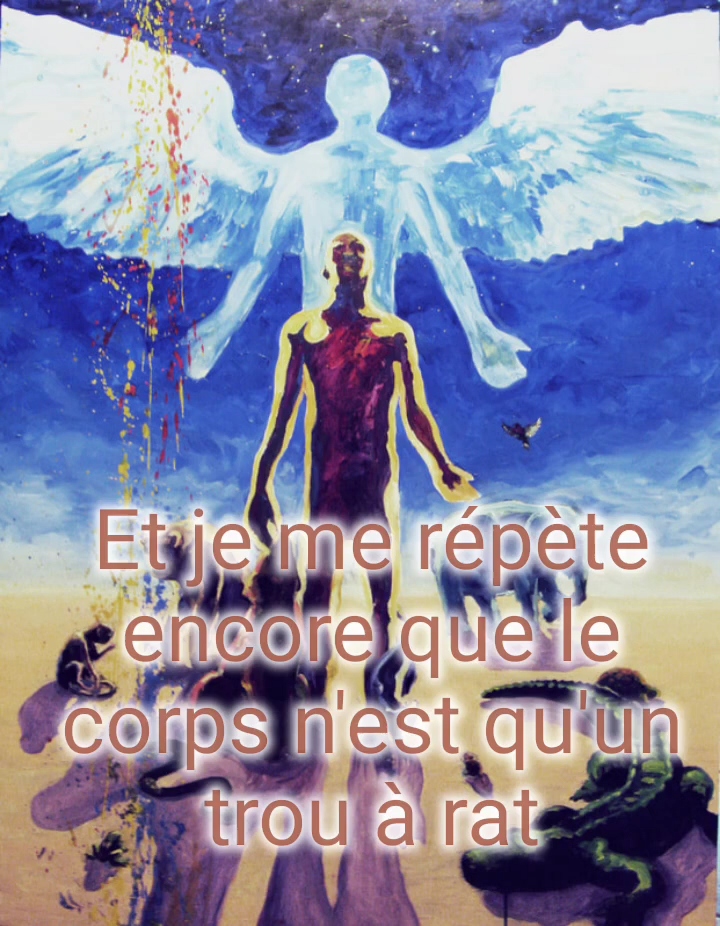 Et je me répète
encore que le
corps n'est qu'un
trou à rat